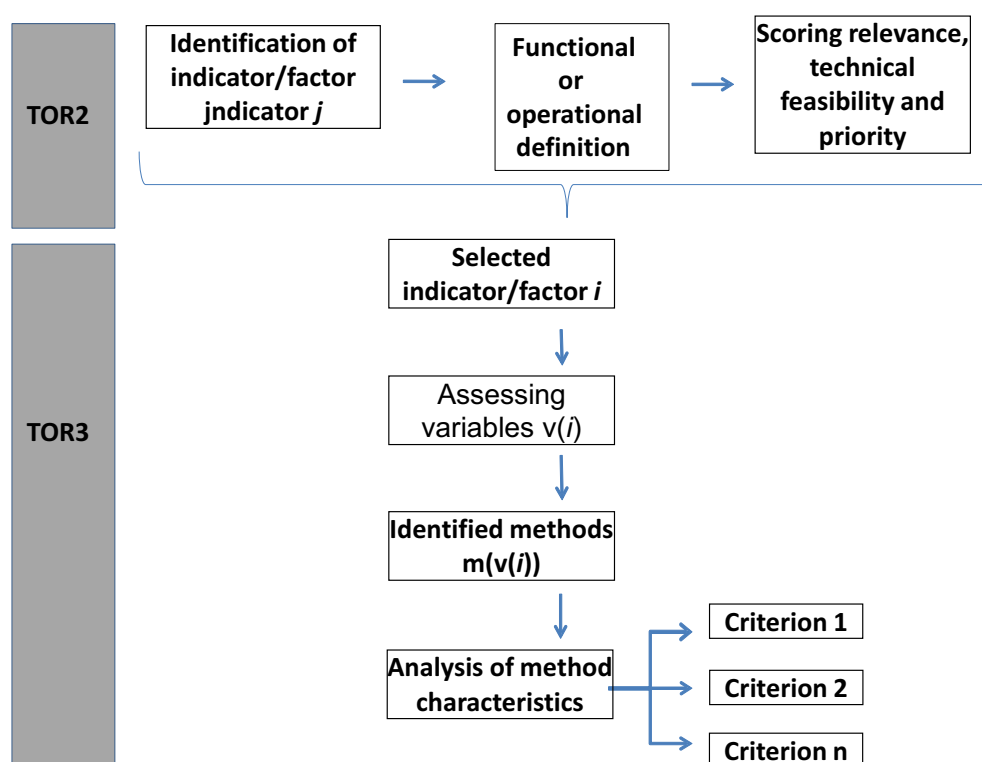 TOR2
Identification of
indicator/factor
jndicator j
Functional
or
operational
definition
Scoring relevance,
technical
feasibility and
priority
TOR3
Selected
indicator/factor i
Assessing
variables v(i)
Identified methods
m(v(i))
Analysis of method
characteristics
Criterion 1
Criterion 2
Criterion n